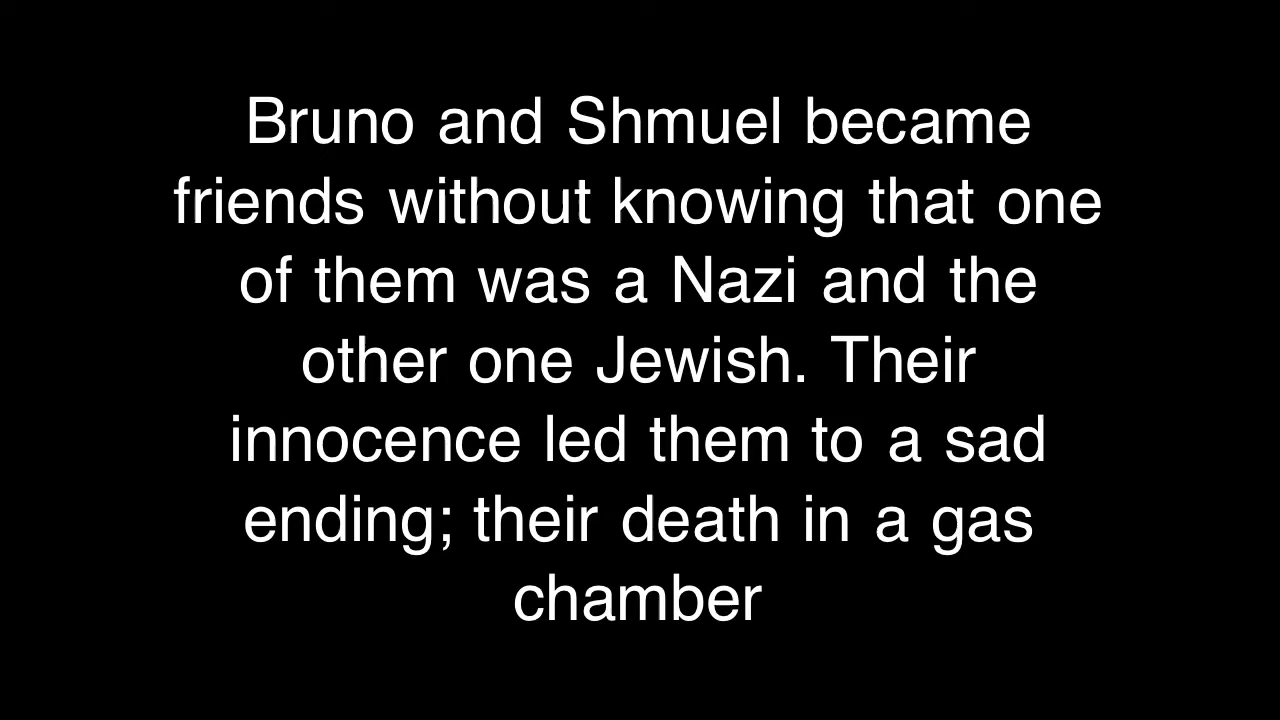 Bruno and Shmuel became
friends without knowing that one
of them was a Nazi and the
other one Jewish. Their
innocence led them to a sad
ending; their death in a gas
chamber